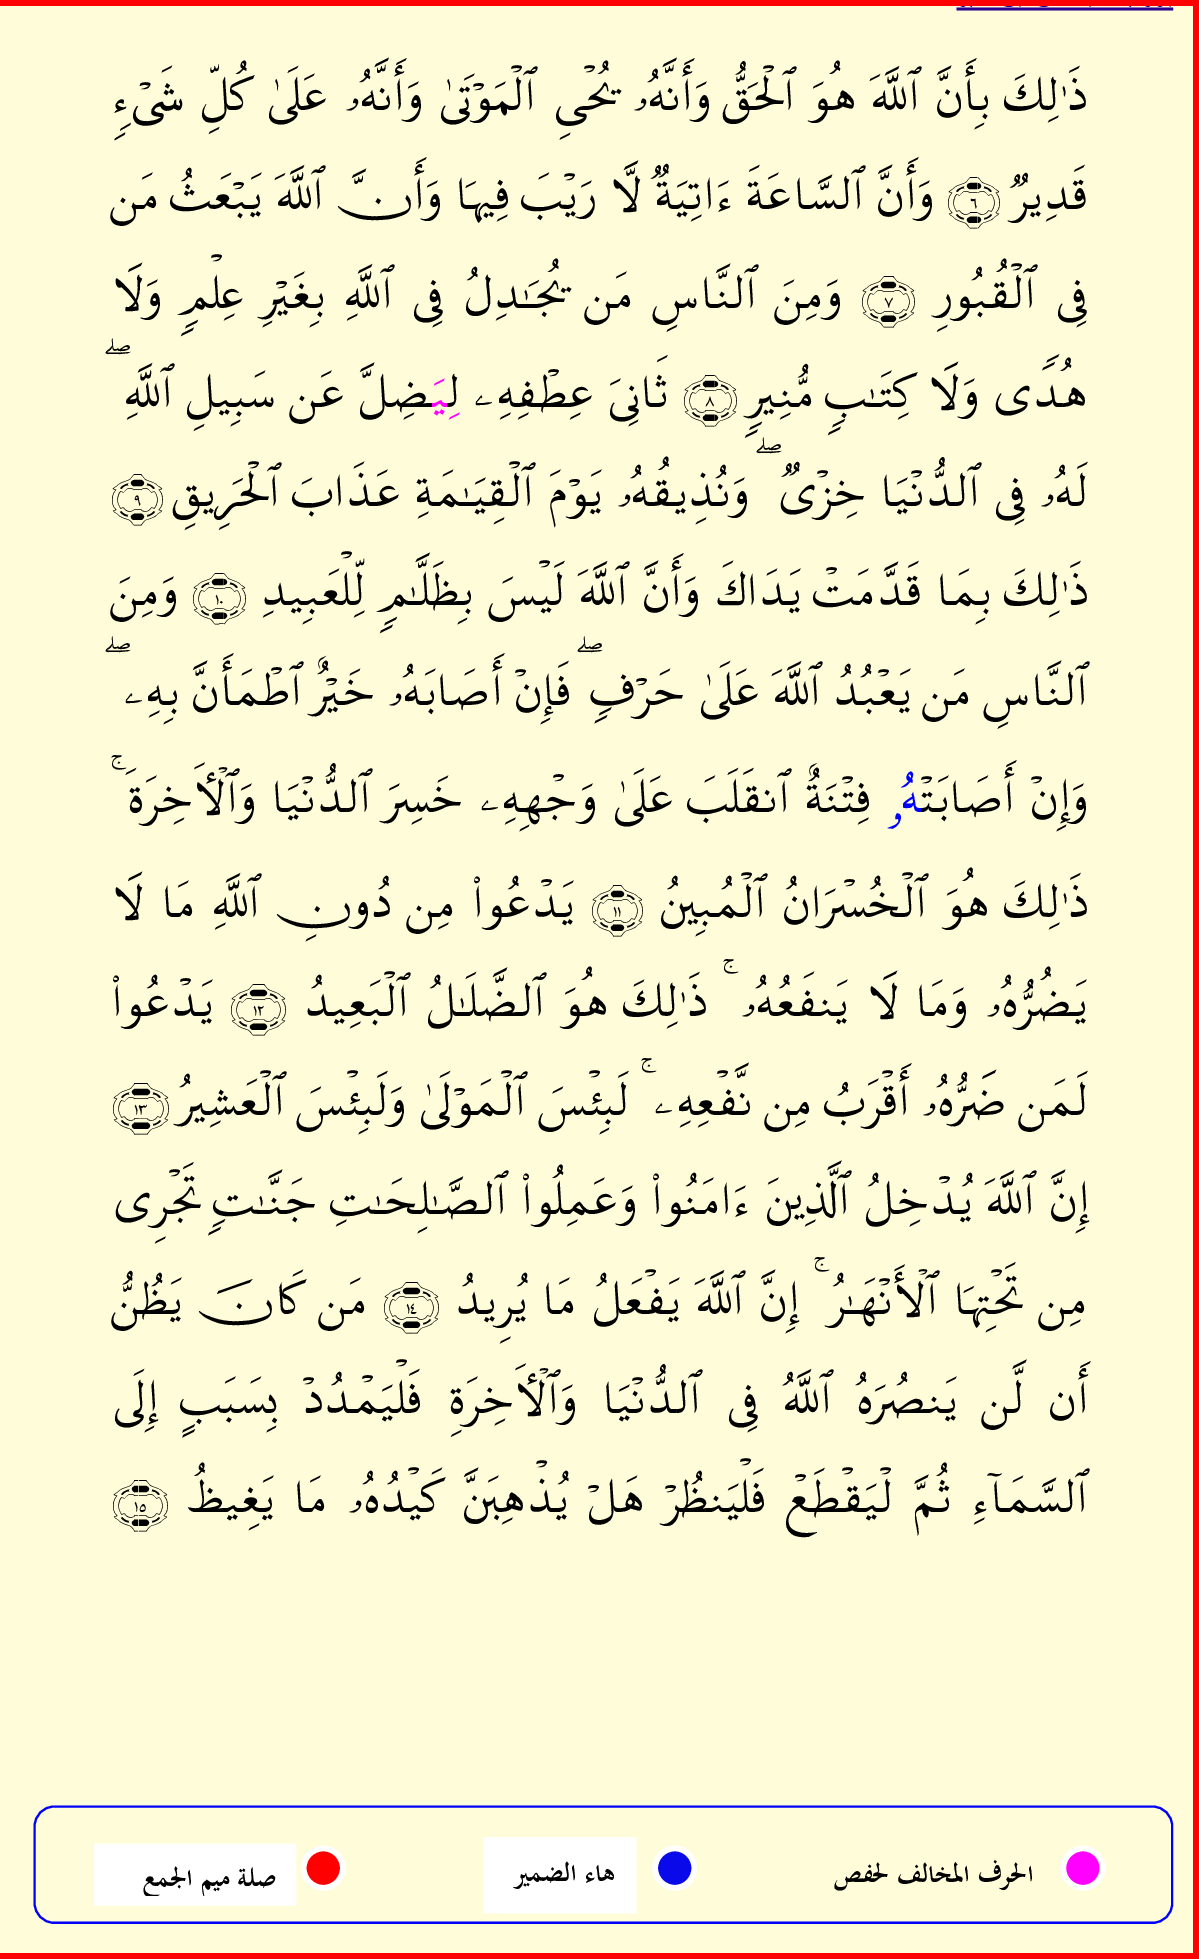 ذَٰلِكَ بِأَنَّ ٱللَّهَ هُوَ ٱلْحَقُّ وَأَنَّهُۥ يُحْىِ ٱلْمَوْتَىٰ وَأَنَّهُۥ عَلَىٰ كُلِّ شَىْءٍ
قَدِيرٌ ٦ وَأَنَّ ٱلسَّاعَةَ ءَاتِيَةٌ لَّا رَيْبَ فِيهَا وَأَنَّ ٱللَّهَ يَبْعَثُ مَن
فِى ٱلْقُبُورِ ٧ وَمِنَ ٱلنَّاسِ مَن يُجَـٰدِلُ فِى ٱللَّهِ بِغَيْرِ عِلْمٍ وَلَا
هُدًى وَلَا كِتَـٰبٍ مُّنِيرٍ ٨ ثَانِىَ عِطْفِهِۦ لِيَضِلَّ عَن سَبِيلِ ٱللَّهِ ۖ
لَهُۥ فِى ٱلدُّنْيَا خِزْىٌ ۖ وَنُذِيقُهُۥ يَوْمَ ٱلْقِيَـٰمَةِ عَذَابَ ٱلْحَرِيقِ ٩
ذَٰلِكَ بِمَا قَدَّمَتْ يَدَاكَ وَأَنَّ ٱللَّهَ لَيْسَ بِظَلَّـٰمٍ لِّلْعَبِيدِ ١٠ وَمِنَ
ٱلنَّاسِ مَن يَعْبُدُ ٱللَّهَ عَلَىٰ حَرْفٍ ۖ فَإِنْ أَصَابَهُۥ خَيْرٌ ٱطْمَأَنَّ بِهِۦ ۖ
وَإِنْ أَصَابَتْهُۥ فِتْنَةٌ ٱنقَلَبَ عَلَىٰ وَجْهِهِۦ خَسِرَ ٱلدُّنْيَا وَٱلْأَخِرَةَ ۚ
ذَٰلِكَ هُوَ ٱلْخُسْرَانُ ٱلْمُبِينُ ١١ يَدْعُوا۟ مِن دُونِ ٱللَّهِ مَا لَا
يَضُرُّهُۥ وَمَا لَا يَنفَعُهُۥ ۚ ذَٰلِكَ هُوَ ٱلضَّلَـٰلُ ٱلْبَعِيدُ ١٢ يَدْعُوا۟
لَمَن ضَرُّهُۥ أَقْرَبُ مِن نَّفْعِهِۦ ۚ لَبِئْسَ ٱلْمَوْلَىٰ وَلَبِئْسَ ٱلْعَشِيرُ ١٣
إِنَّ ٱللَّهَ يُدْخِلُ ٱلَّذِينَ ءَامَنُوا۟ وَعَمِلُوا۟ ٱلصَّـٰلِحَـٰتِ جَنَّـٰتٍ تَجْرِى
مِن تَحْتِهَا ٱلْأَنْهَـٰرُ ۚ إِنَّ ٱللَّهَ يَفْعَلُ مَا يُرِيدُ ١٤ مَن كَانَ يَظُنُّ
أَن لَّن يَنصُرَهُ ٱللَّهُ فِى ٱلدُّنْيَا وَٱلْأَخِرَةِ فَلْيَمْدُدْ بِسَبَبٍ إِلَى
ٱلسَّمَآءِ ثُمَّ لْيَقْطَعْ فَلْيَنظُرْ هَلْ يُذْهِبَنَّ كَيْدُهُۥ مَا يَغِيظُ ١٥
الحرف المخالف لحفص
هاء الضمير
صلة ميم الجمع